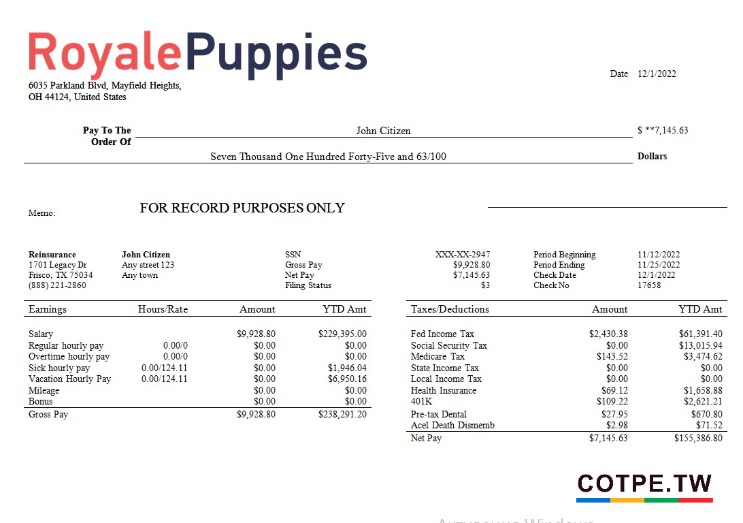 RoyalePuppies
6035 Parkland Blvd, Mayfield Heights,
OH 44124, United States
Date 12/1/2022
Pay To The John Citizen $ **7,145.63
Order Of
Seven Thousand One Hundred Forty-Five and 63/100 Dollars
Memo: FOR RECORD PURPOSES ONLY
Reinsurance John Citizen SSN XXX-XX-2947 Period Beginning 11/12/2022
1701 Legacy Dr Any street 123 Gross Pay $9,928.80 Period Ending 11/25/2022
Frisco, TX 75034 Any town Net Pay $7,145.63 Check Date 12/1/2022
(888) 221-2860 Filing Status $3 Check No 17658
Earnings Hours/Rate Amount YTD Amt Taxes/Deductions Amount YTD Amt
Salary $9,928.80 $229,395.00 Fed Income Tax $2,430.38 $61,391.40
Regular hourly pay 0.00/0 $0.00 $0.00 Social Security Tax $0.00 $13,015.94
Overtime hourly pay 0.00/0 $0.00 $0.00 Medicare Tax $143.52 $3,474.62
Sick hourly pay 0.00/124.11 $0.00 $1,946.04 State Income Tax $0.00 $0.00
Vacation Hourly Pay 0.00/124.11 $0.00 $6,950.16 Local Income Tax $0.00 $0.00
Mileage $0.00 $0.00 Health Insurance $69.12 $1,658.88
Bonus $0.00 $0.00 401K $109.22 $2,621.21
Gross Pay $9,928.80 $238,291.20 Pre-tax Dental $27.95 $670.80
Acel Death Dismemb $2.98 $71.52
Net Pay $7,145.63 $155,386.80
COTPE.TW